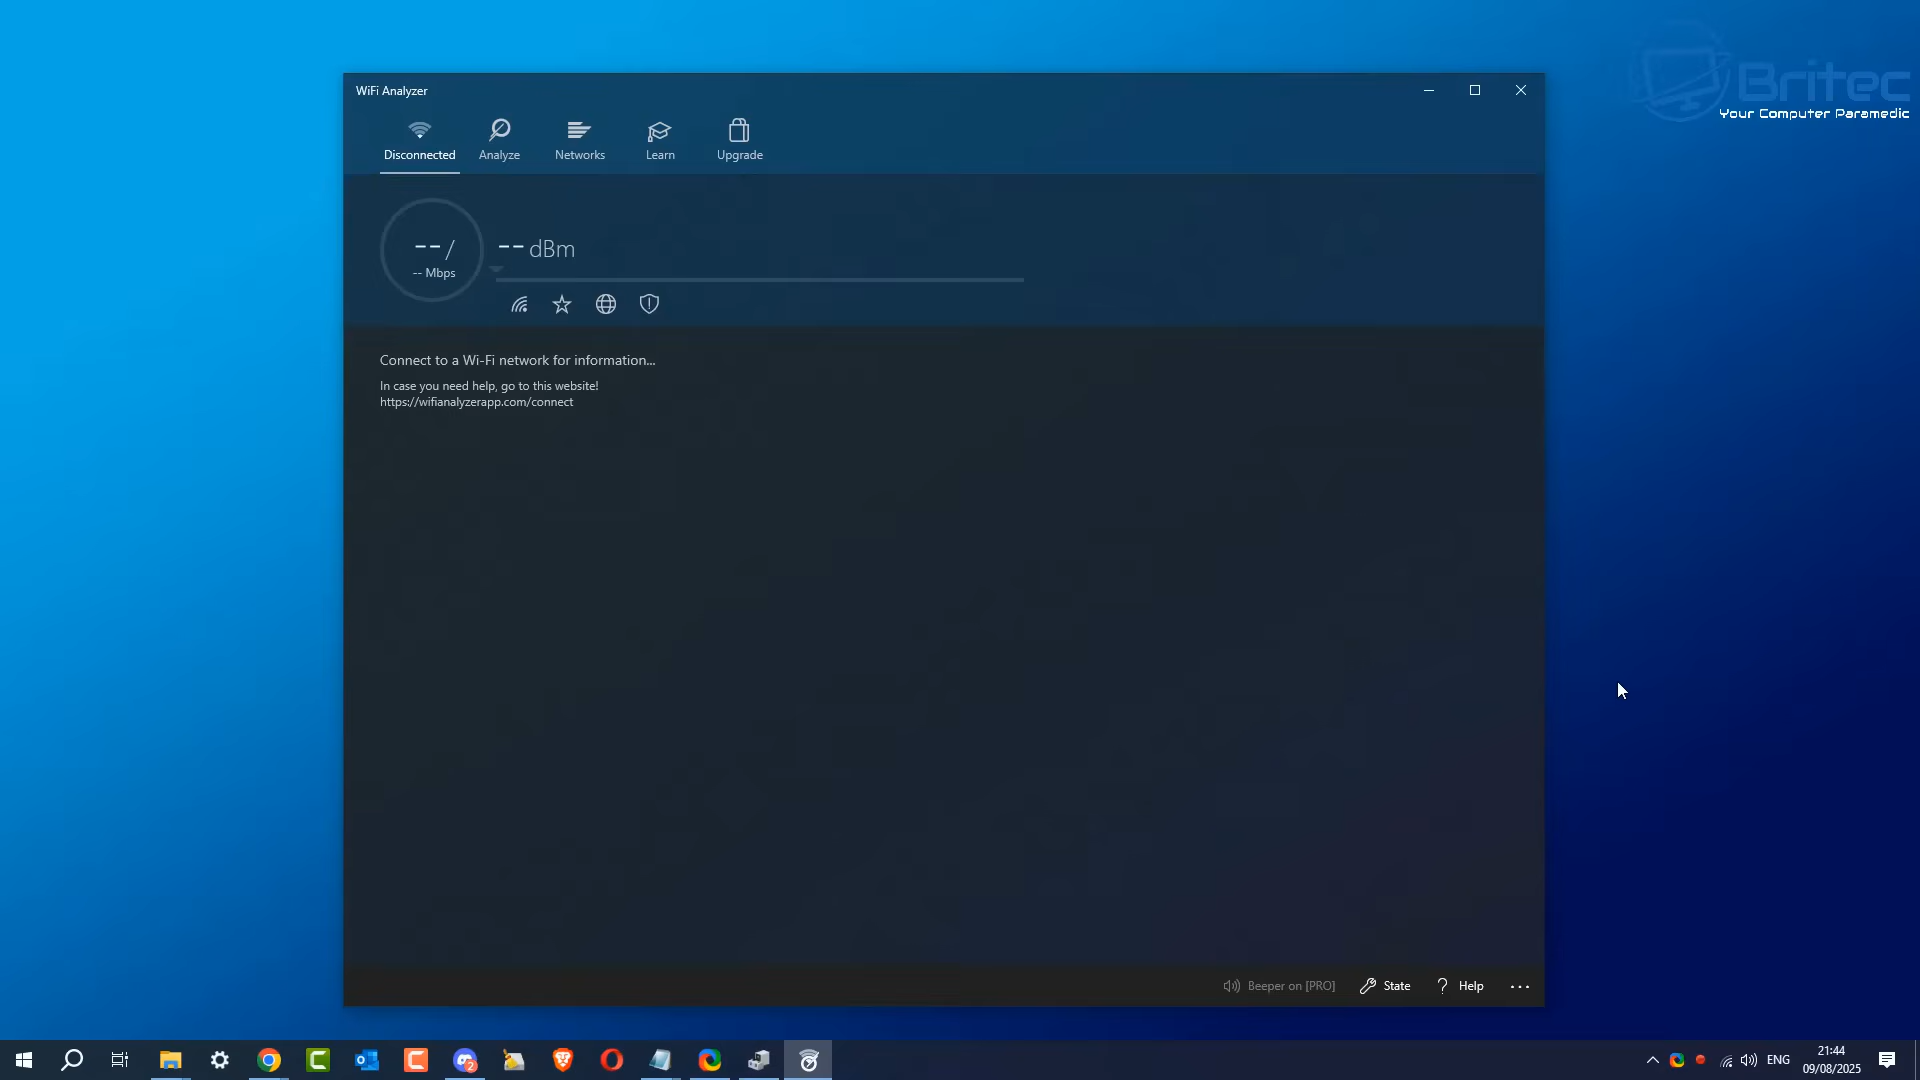 Britec
Your Computer Paramedic
WiFi Analyzer
Disconnected
Analyze
Networks
Learn
Upgrade
-- /
-- Mbps
-- dBm
Connect to a Wi-Fi network for information...
In case you need help, go to this website!
https://wifianalyzerapp.com/connect
Beeper on [PRO]
State
? Help
...
2
ENG
21:44
09/08/2025